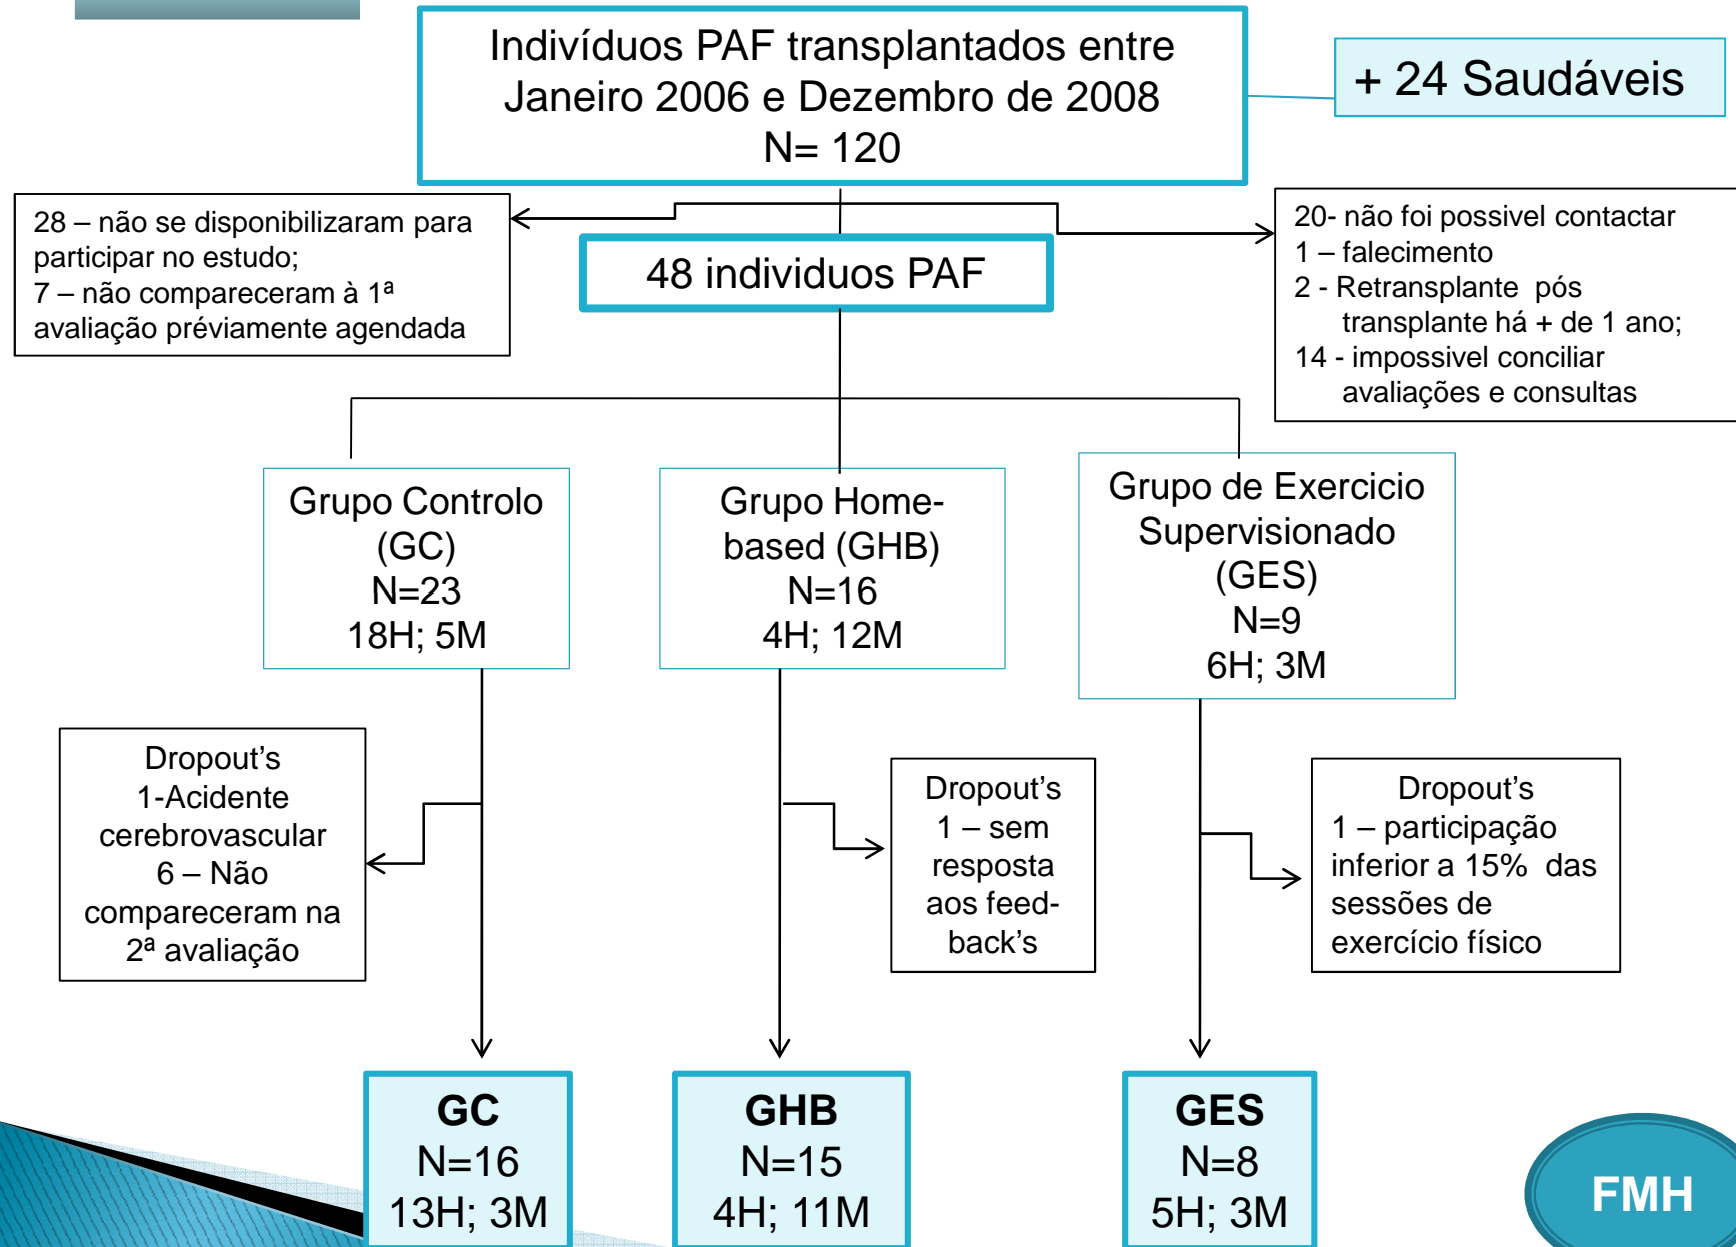 Indivíduos PAF transplantados entre
Janeiro 2006 e Dezembro de 2008
N= 120
+ 24 Saudáveis
28 – não se disponibilizaram para
participar no estudo;
7 – não compareceram à 1ª
avaliação préviamente agendada
48 individuos PAF
20- não foi possivel contactar
1 – falecimento
2 - Retransplante pós
transplante há + de 1 ano;
14 - impossivel conciliar
avaliações e consultas
Grupo Controlo
(GC)
N=23
18H; 5M
Grupo Home-
based (GHB)
N=16
4H; 12M
Grupo de Exercicio
Supervisionado
(GES)
N=9
6H; 3M
Dropout’s
1-Acidente
cerebrovascular
6 – Não
compareceram na
2ª avaliação
Dropout’s
1 – sem
resposta
aos feed-
back’s
Dropout’s
1 – participação
inferior a 15% das
sessões de
exercício físico
GC
N=16
13H; 3M
GHB
N=15
4H; 11M
GES
N=8
5H; 3M
FMH